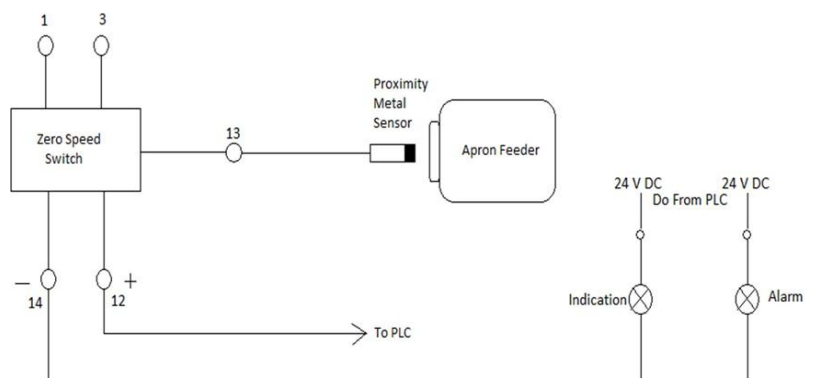 1
3
Zero Speed
Switch
13
Proximity
Metal
Sensor
Apron Feeder
24 V DC
24 V DC
Do From PLC
Indication
Alarm
− +
14
12
To PLC